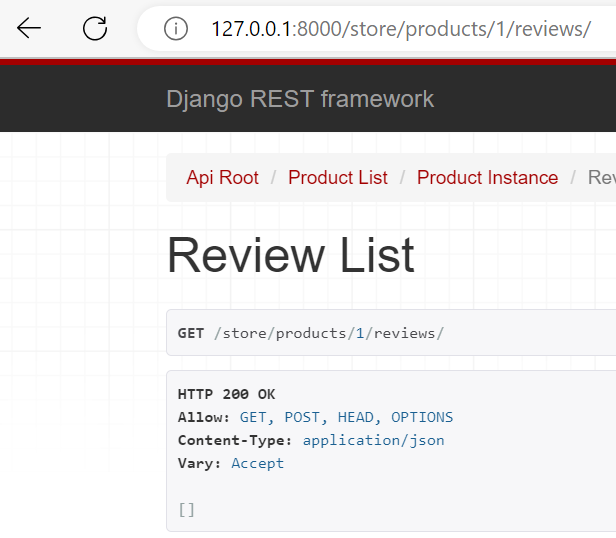 127.0.0.1:8000/store/products/1/reviews/
Django REST framework
Api Root / Product List / Product Instance /
Review List
GET /store/products/1/reviews/
HTTP 200 OK
Allow: GET, POST, HEAD, OPTIONS
Content-Type: application/json
Vary: Accept
[]